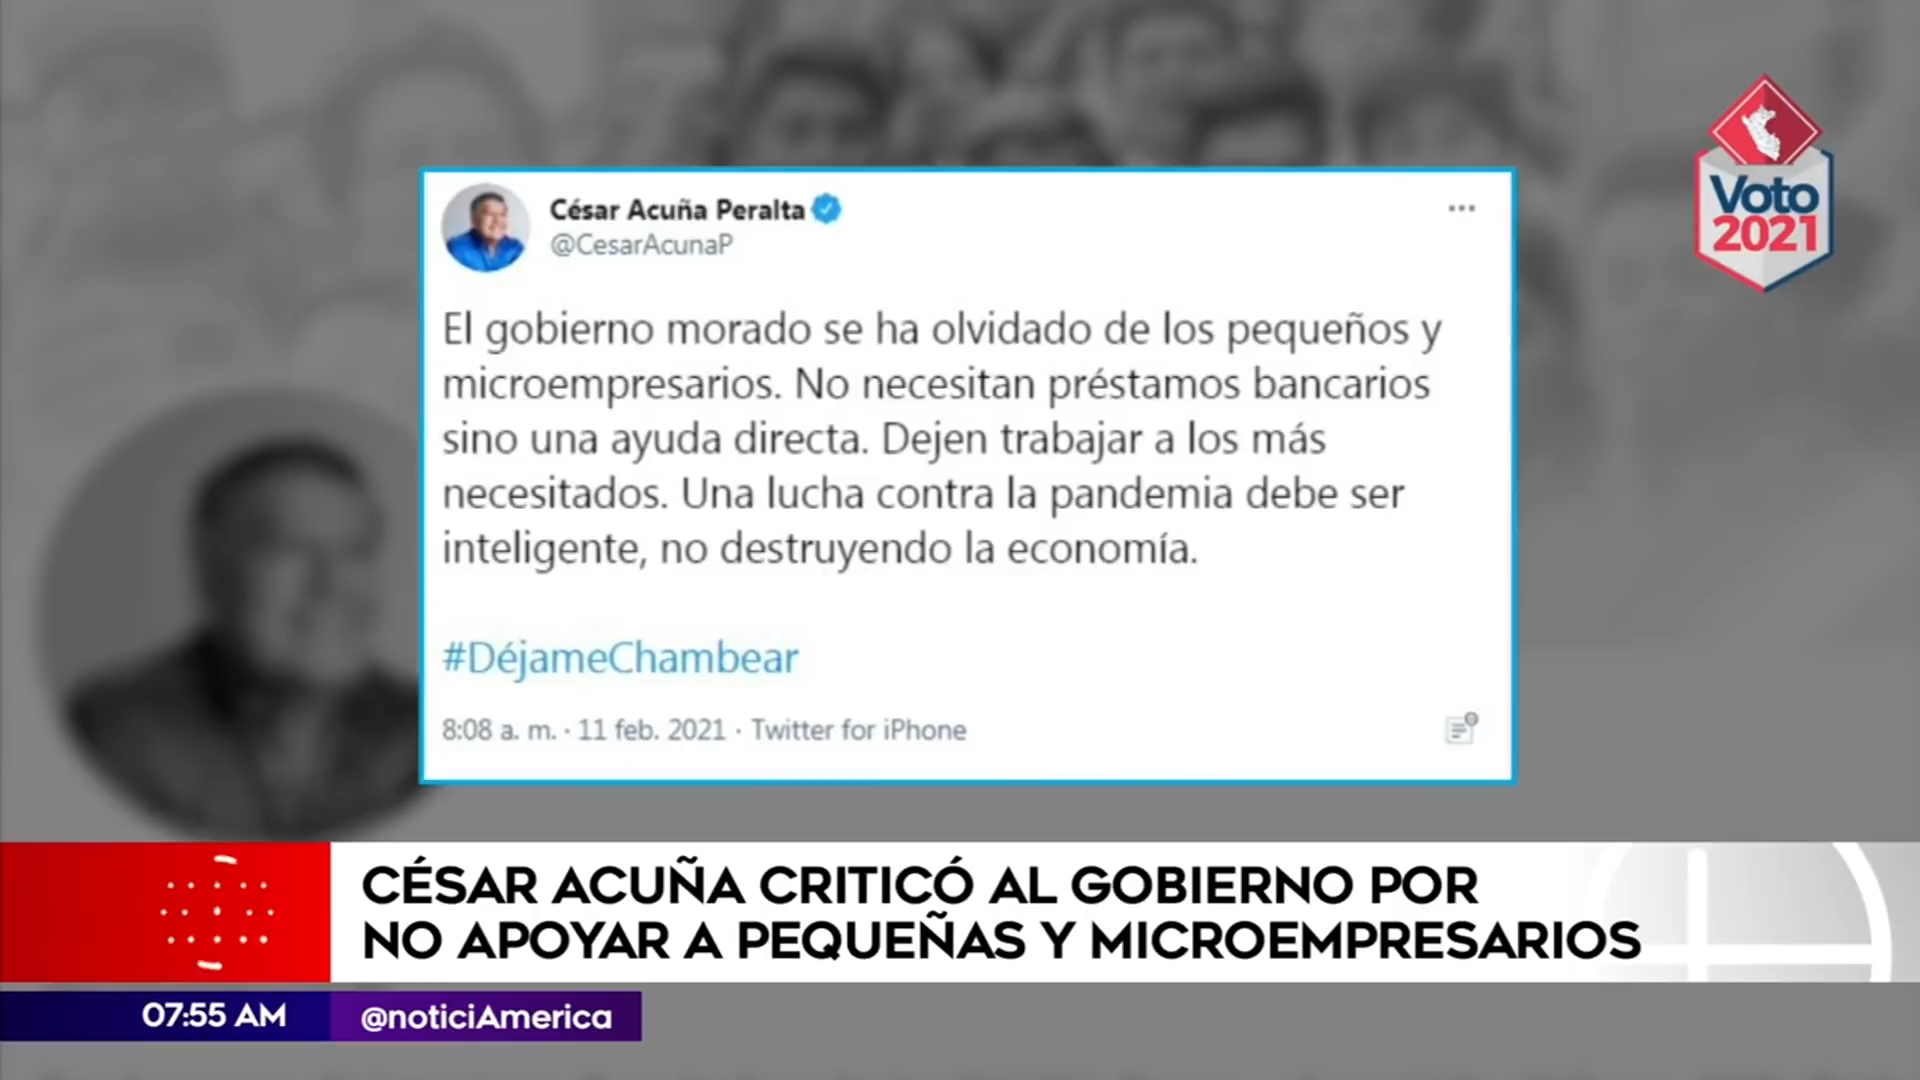 César Acuña Peralta
@CesarAcunaP
El gobierno morado se ha olvidado de los pequeños y
microempresarios. No necesitan préstamos bancarios
sino una ayuda directa. Dejen trabajar a los más
necesitados. Una lucha contra la pandemia debe ser
inteligente, no destruyendo la economía.
#DéjameChambear
8:08 a. m. · 11 feb. 2021 · Twitter for iPhone
Voto
2021
CÉSAR ACUÑA CRITICÓ AL GOBIERNO POR
NO APOYAR A PEQUEÑAS Y MICROEMPRESARIOS
07:55 AM
@noticiAmerica